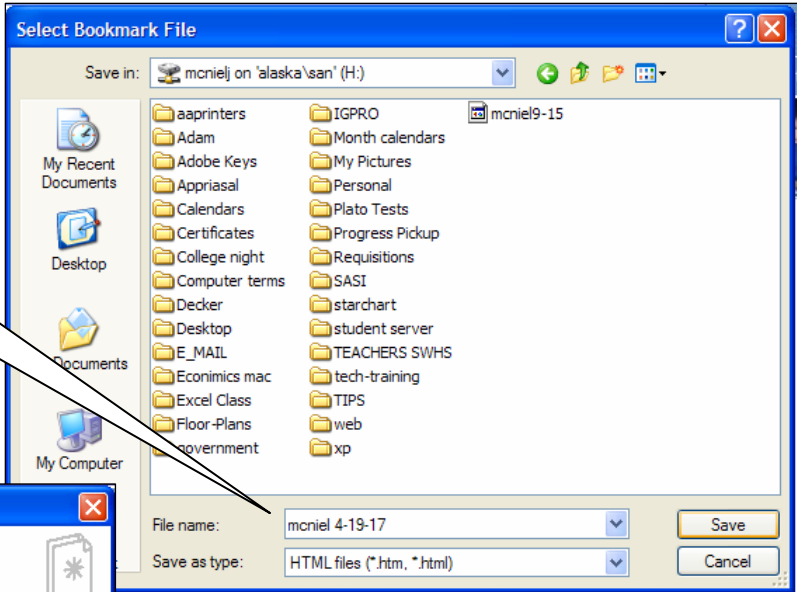 Select Bookmark File
Save in: mcnielj on 'alaska\san' (H:)
My Recent Documents
Desktop
Documents
My Computer
aaprinters
Adam
Adobe Keys
Appriasal
Calendars
Certificates
College night
Computer terms
Decker
Desktop
E_MAIL
Econimics mac
Excel Class
Floor-Plans
government
IGPRO
Month calendars
My Pictures
Personal
Plato Tests
Progress Pickup
Requisitions
SASI
starchart
student server
TEACHERS SWHS
tech-training
TIPS
web
xp
mcniel9-15
File name: mcniel 4-19-17 Save
Save as type: HTML files (*.htm, *.html) Cancel